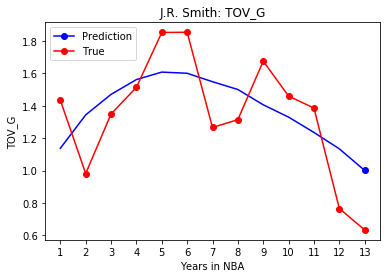 J.R. Smith: TOV_G
Prediction
True
1.8
1.6
1.4
1.2
1.0
0.8
0.6
TOV_G
1 2 3 4 5 6 7 8 9 10 11 12 13
Years in NBA